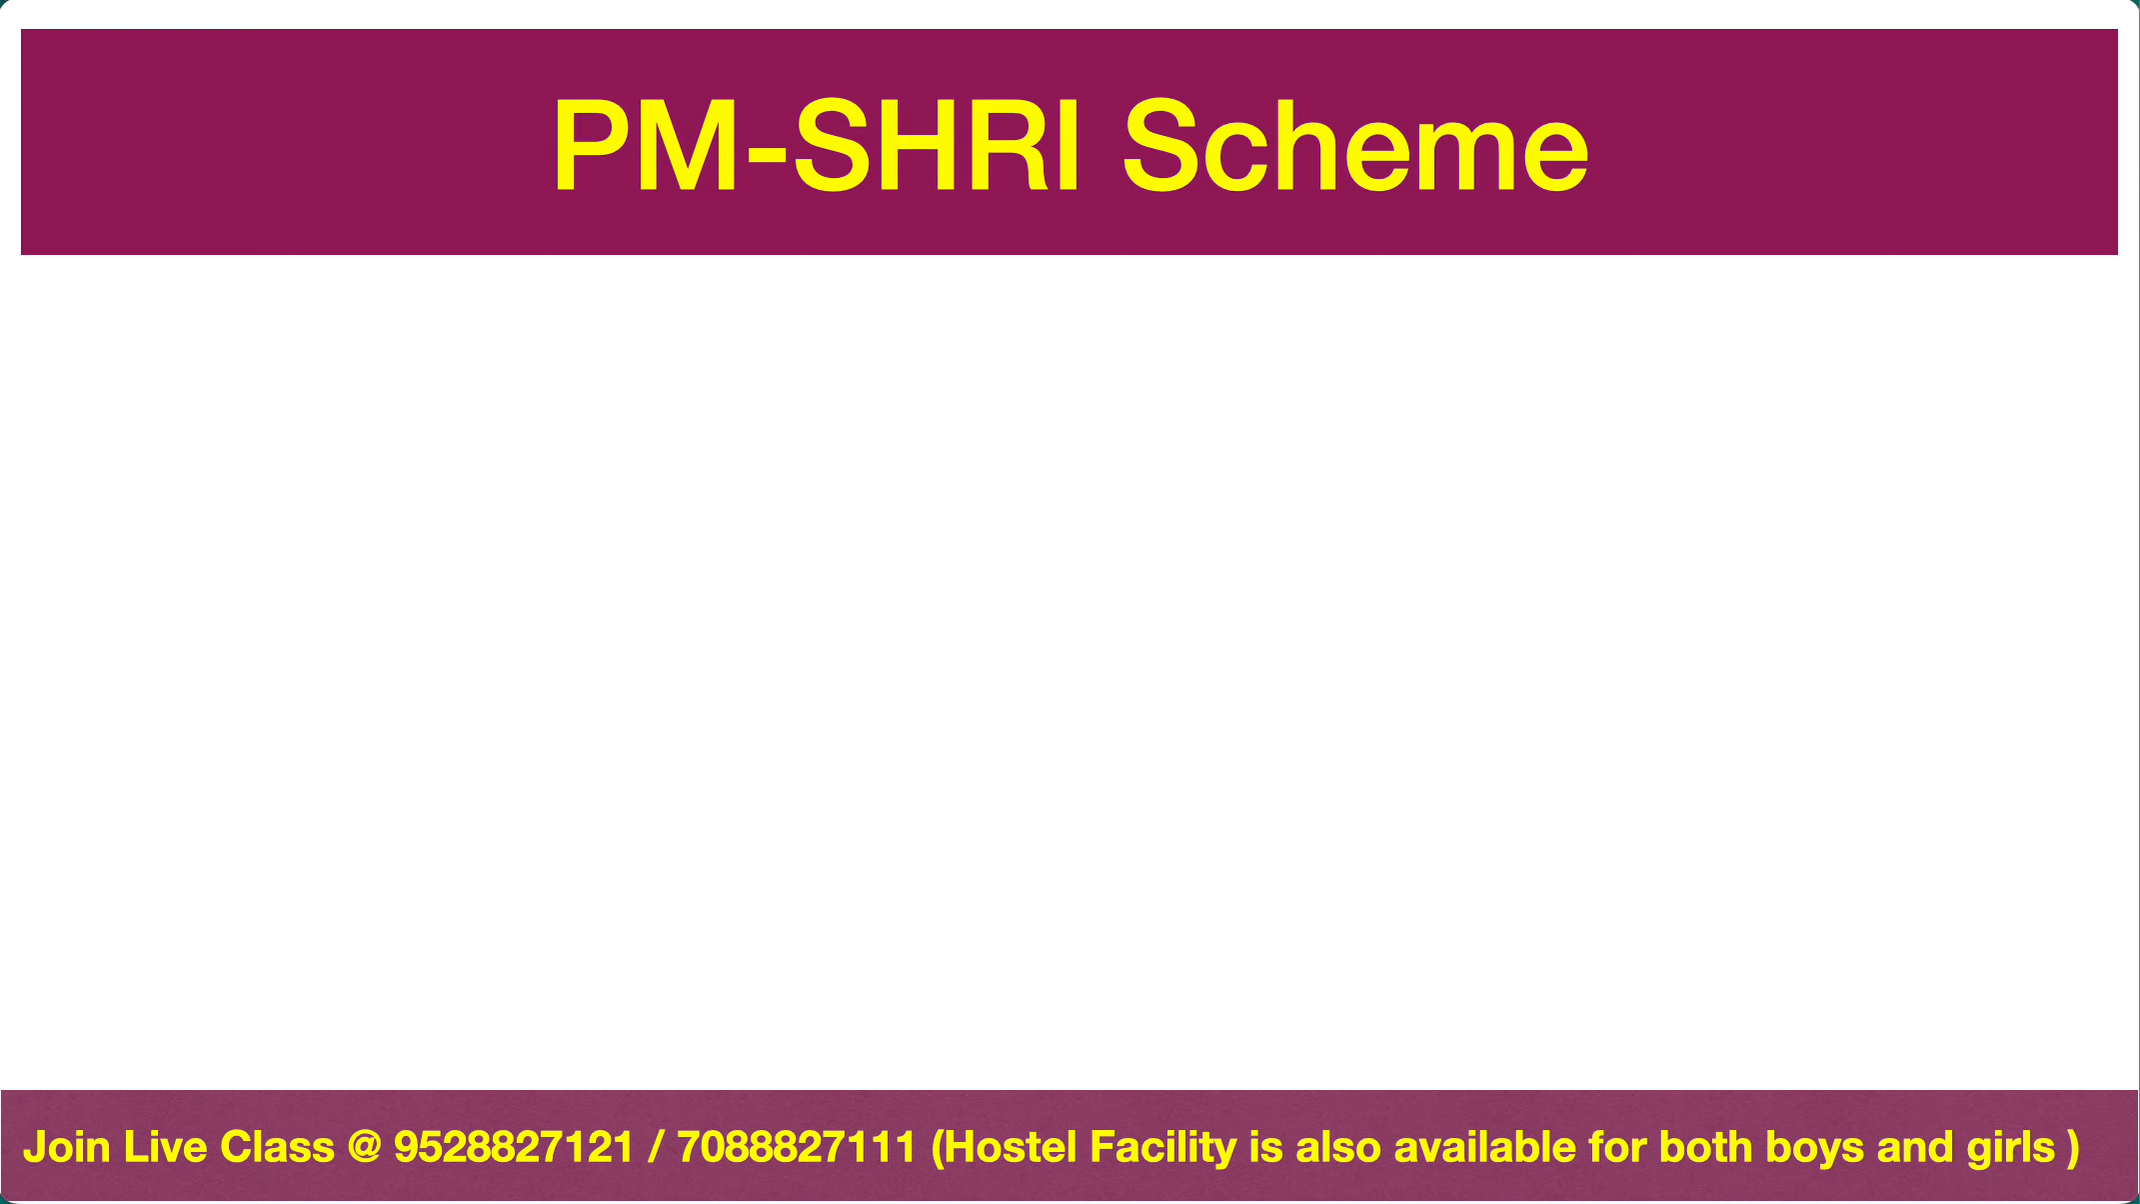 PM-SHRI Scheme
Join Live Class @ 9528827121 / 7088827111 (Hostel Facility is also available for both boys and girls )